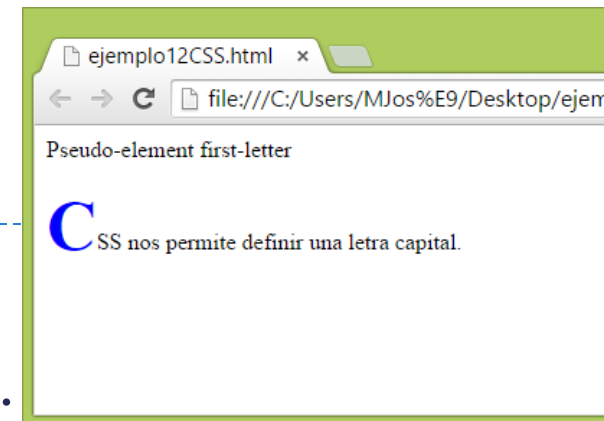 ejemplo12CSS.html ×
file:///C:/Users/MJos%E9/Desktop/ejem
Pseudo-element first-letter
CSS nos permite definir una letra capital.